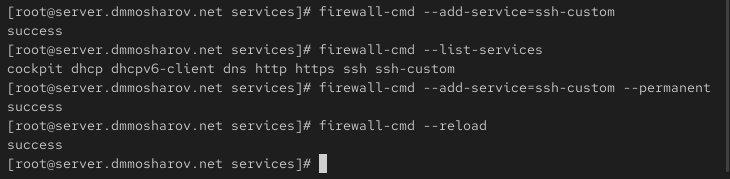 [root@server.dmmosharov.net services]# firewall-cmd --add-service=ssh-custom
success
[root@server.dmmosharov.net services]# firewall-cmd --list-services
cockpit dhcp dhcpv6-client dns http https ssh ssh-custom
[root@server.dmmosharov.net services]# firewall-cmd --add-service=ssh-custom --permanent
success
[root@server.dmmosharov.net services]# firewall-cmd --reload
success
[root@server.dmmosharov.net services]#